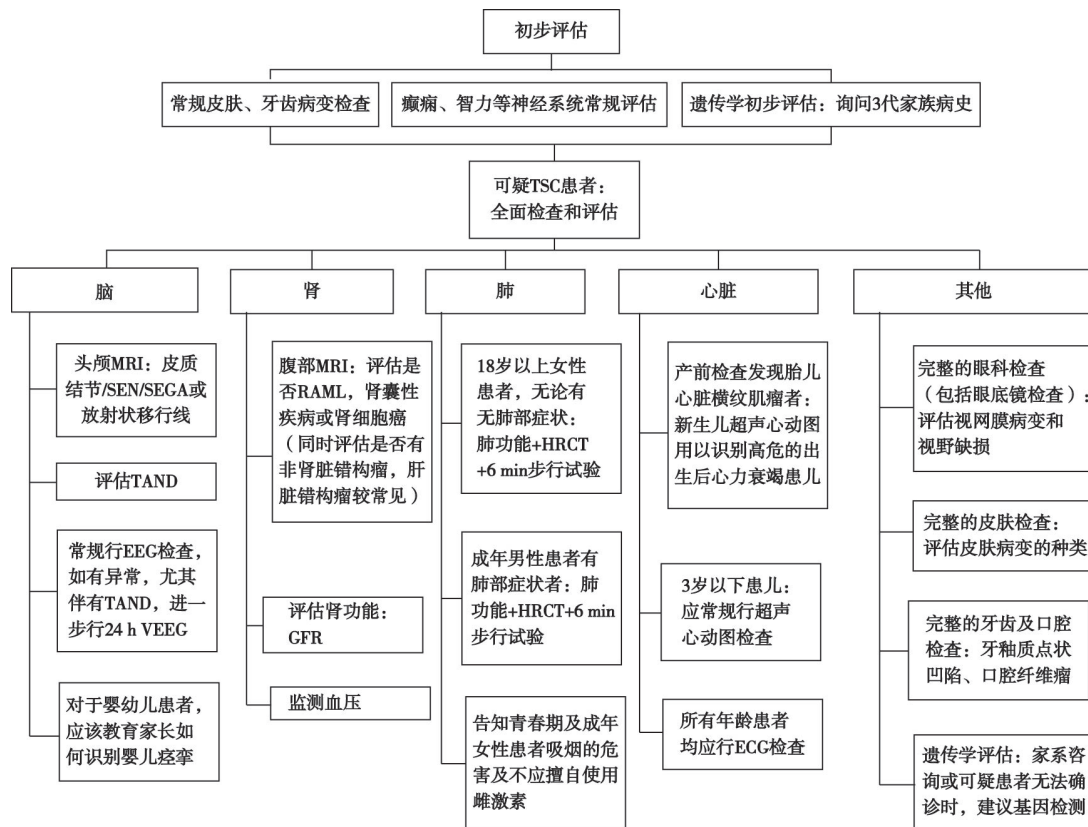 初步评估
常规皮肤、牙齿病变检查
癫痫、智力等神经系统常规评估
遗传学初步评估：询问3代家族病史
可疑TSC患者：
全面检查和评估
脑
头颅MRI：皮质
结节/SEN/SEGA或
放射状移行线
评估TAND
常规行EEG检查，
如有异常，尤其
伴有TAND，进一
步行24 h VEEG
对于婴幼儿患者，
应该教育家长如
何识别婴儿痉挛
肾
腹部MRI：评估是
否RAML，肾囊性
疾病或肾细胞癌
（同时评估是否有
非肾脏错构瘤，肝
脏错构瘤较常见）
评估肾功能：
GFR
监测血压
肺
18岁以上女性
患者，无论有
无肺部症状：
肺功能+HRCT
+6 min步行试验
成年男性患者有
肺部症状者：肺
功能+HRCT+6 min
步行试验
告知青春期及成年
女性患者吸烟的危
害及不应擅自使用
雌激素
心脏
产前检查发现胎儿
心脏横纹肌瘤者：
新生儿超声心动图
用以识别高危的出
生后心力衰竭患儿
3岁以下患儿：
应常规行超声
心动图检查
所有年龄患者
均应行ECG检查
其他
完整的眼科检查
（包括眼底镜检查）：
评估视网膜病变和
视野缺损
完整的皮肤检查：
评估皮肤病变的种类
完整的牙齿及口腔
检查：牙釉质点状
凹陷、口腔纤维瘤
遗传学评估：家系咨
询或可疑患者无法确
诊时，建议基因检测